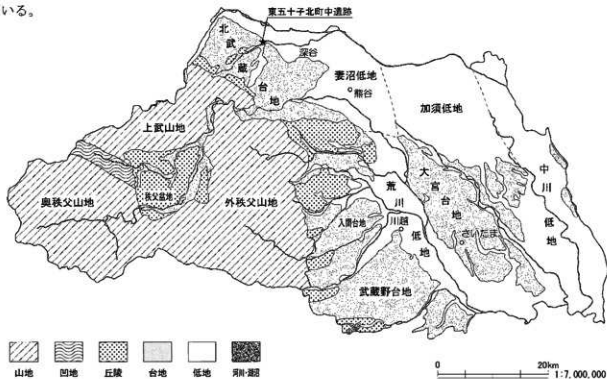 いる。
東五十子北町中遺跡
北武蔵台地
深谷
妻沼低地
熊谷
加須低地
上武山地
中川低地
大宮台地
奥秩父山地
秩父盆地
外秩父山地
荒川低地
入間台地
川越
さいたま
武蔵野台地
山地
凹地
丘陵
台地
低地
河川・湖沼
0
20km
1:7,000,000